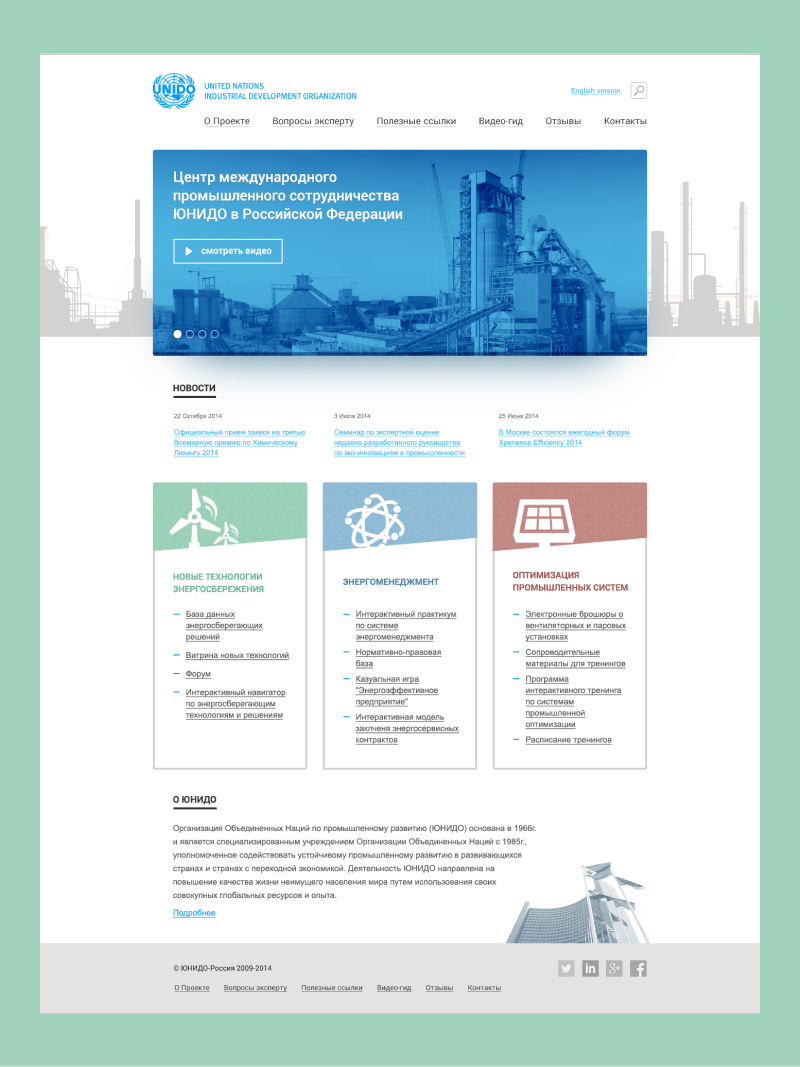 UNIDO
UNITED NATIONS
INDUSTRIAL DEVELOPMENT ORGANIZATION
English version
О Проекте Вопросы эксперту Полезные ссылки Видео-гид Отзывы Контакты
Центр международного
промышленного сотрудничества
ЮНИДО в Российской Федерации
смотреть видео
НОВОСТИ
22 Октября 2014
Официальный прием заявок на третью
Всемирную премию по Химическому
Лизингу 2014
3 Июля 2014
Семинар по экспертной оценке
недавно разработанного руководства
по эко-инновациям в промышленности
25 Июня 2014
В Москве состоялся ежегодный форум
Xperience Efficiency 2014
НОВЫЕ ТЕХНОЛОГИИ
ЭНЕРГОСБЕРЕЖЕНИЯ
— База данных
энергосберегающих
решений
— Витрина новых технологий
— Форум
— Интерактивный навигатор
по энергосберегающим
технологиям и решениям
ЭНЕРГОМЕНЕДЖМЕНТ
— Интерактивный практикум
по системе
энергоменеджмента
— Нормативно-правовая
база
— Казуальная игра
"Энергоэффективное
предприятие"
— Интерактивная модель
заключеня энергосервисных
контрактов
ОПТИМИЗАЦИЯ
ПРОМЫШЛЕННЫХ СИСТЕМ
— Электронные брошюры о
вентиляторных и паровых
установках
— Сопроводительные
материалы для тренингов
— Программа
интерактивного тренинга
по системам
промышленной
оптимизации
— Расписание тренингов
О ЮНИДО
Организация Объединенных Наций по промышленному развитию (ЮНИДО) основана в 1966г.
и является специализированным учреждением Организации Объединенных Наций с 1985г.,
уполномоченное содействовать устойчивому промышленному развитию в развивающихся
странах и странах с переходной экономикой. Деятельность ЮНИДО направлена на
повышение качества жизни неимущего населения мира путем использования своих
совокупных глобальных ресурсов и опыта.
Подробнее
© ЮНИДО-Россия 2009-2014
О Проекте Вопросы эксперту Полезные ссылки Видео-гид Отзывы Контакты